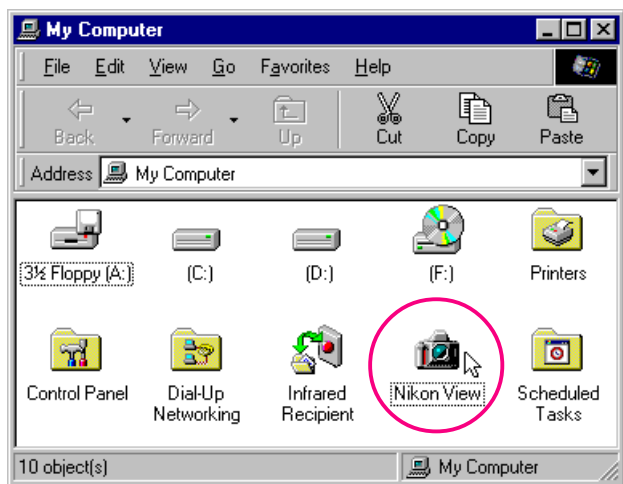 My Computer
File Edit View Go Favorites Help
Back Forward Up Cut Copy Paste
Address My Computer
3½ Floppy (A:) (C:) (D:) (F:) Printers
Control Panel Dial-Up Networking Infrared Recipient Nikon View Scheduled Tasks
10 object(s) My Computer